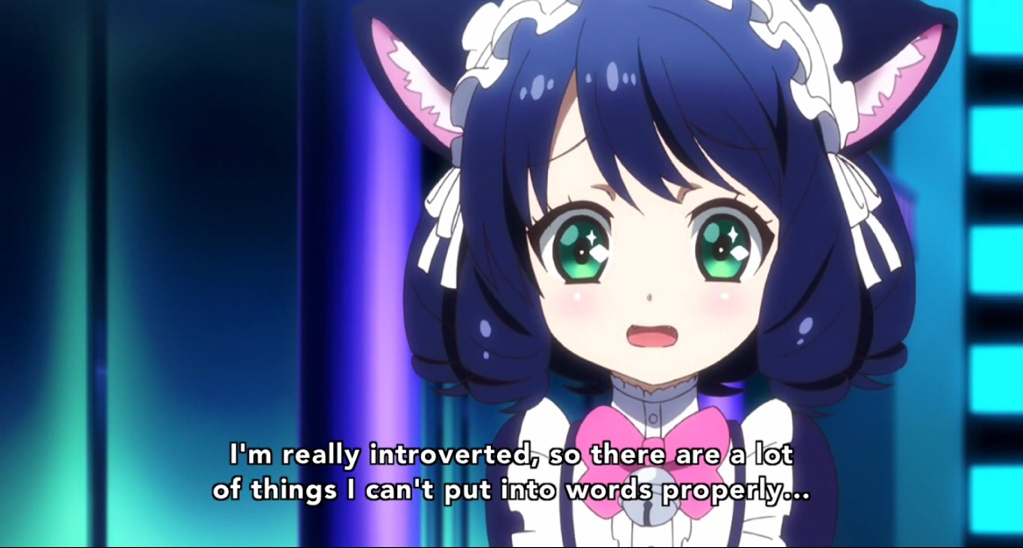 I'm really introverted, so there are a lot
of things I can't put into words properly...